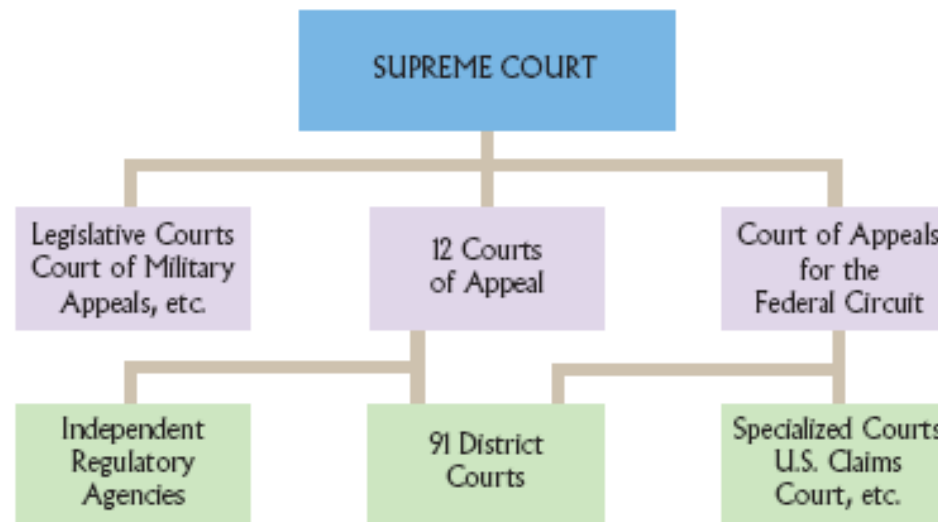 SUPREME COURT
Legislative Courts
Court of Military
Appeals, etc.
12 Courts
of Appeal
Court of Appeals
for the
Federal Circuit
Independent
Regulatory
Agencies
91 District
Courts
Specialized Courts
U.S. Claims
Court, etc.